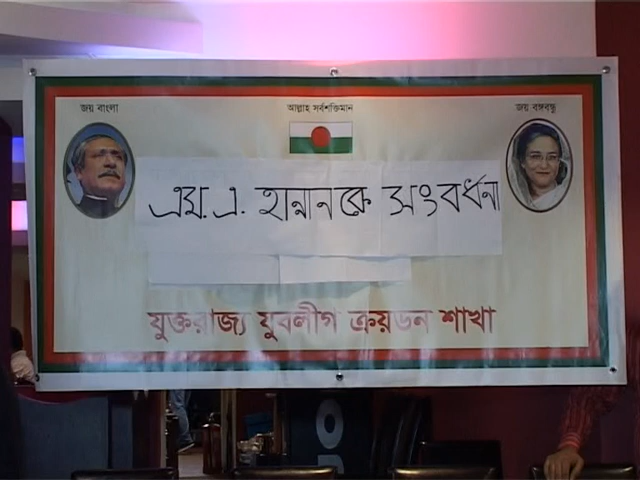 জয় বাংলা
আল্লাহ সর্বশক্তিমান
জয় বঙ্গবন্ধু
এম. এ. হান্নানকে সংবর্ধনা
যুক্তরাজ্য যুবলীগ ক্রয়ডন শাখা